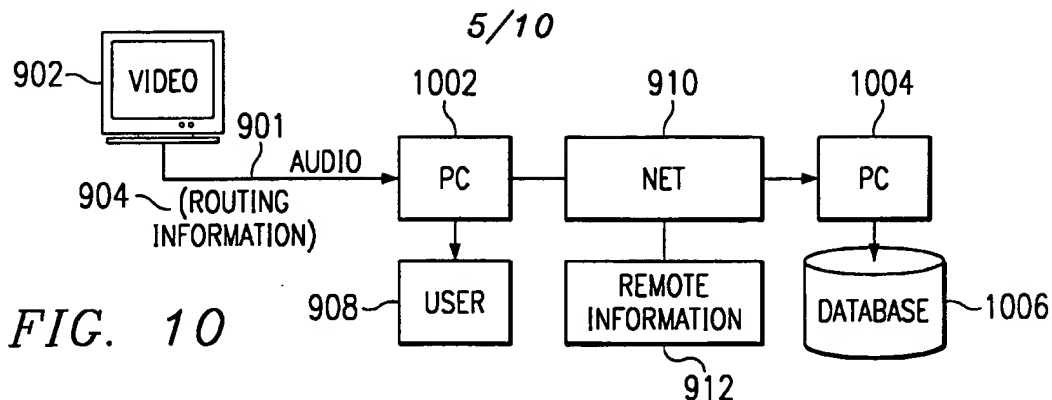 5/10
902
VIDEO
901
904
AUDIO
(ROUTING
INFORMATION)
1002
PC
910
NET
1004
PC
908
USER
REMOTE
INFORMATION
912
DATABASE
1006
FIG. 10